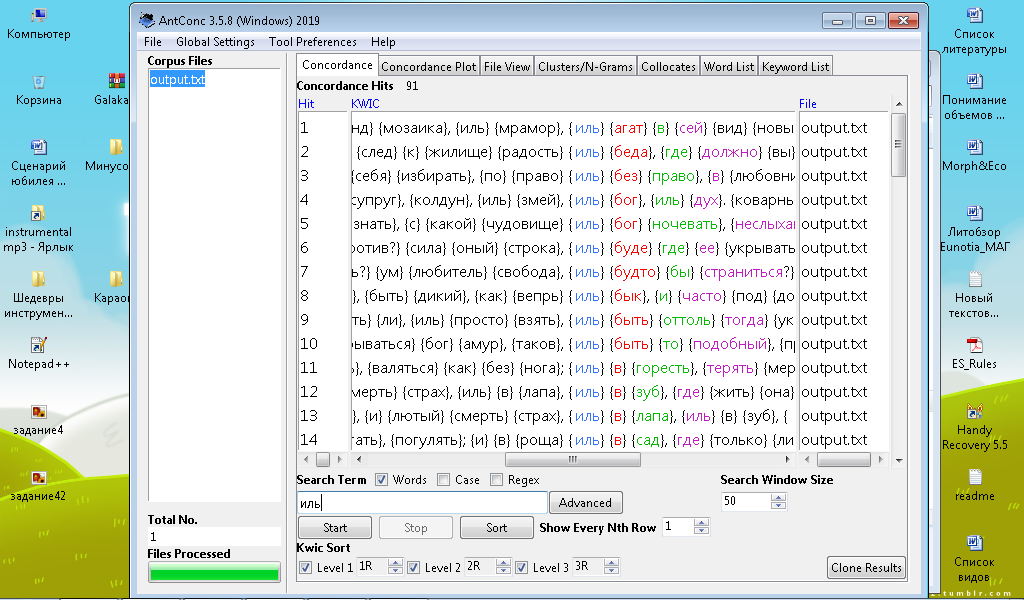 AntConc 3.5.8 (Windows) 2019
File Global Settings Tool Preferences Help
Компьютер
Корзина
Galaka
Сценарий
юбилея ...
Минусо
instrumental
mp3 - Ярлык
Шедевры
инструмен...
Караок
Notepad++
задание4
задание42
Corpus Files
output.txt
Total No.
1
Files Processed
Concordance Concordance Plot File View Clusters/N-Grams Collocates Word List Keyword List
Concordance Hits 91
Hit KWIC File
1 нд} {мозаика}, {иль} {мрамор}, {иль} {агат} {в} {сей} {вид} {новы output.txt
2 {след} {к} {жилище} {радость} {иль} {беда}, {где} {должно} {вы} output.txt
3 {себя} {избирать}, {по} {право} {иль} {без} {право}, {в} {любовни output.txt
4 супруг}, {колдун}, {иль} {змей}, {иль} {бог}, {иль} {дух}. {коварнь output.txt
5 знать}, {с} {какой} {чудовище} {иль} {бог} {ночевать}, {неслыхан output.txt
6 ротив?} {сила} {оный} {строка}, {иль} {буде} {где} {ее} {укрывать output.txt
7 ь?} {ум} {любитель} {свобода}, {иль} {будто} {бы} {страниться?} output.txt
8 }, {быть} {дикий}, {как} {вепрь} {иль} {бык}, {и} {часто} {под} {до output.txt
9 ть} {ли}, {иль} {просто} {взять}, {иль} {быть} {оттоль} {тогда} {ук output.txt
10 рываться} {бог} {амур}, {таков}, {иль} {быть} {то} {подобный}, {пр output.txt
11 }, {валяться} {как} {без} {нога}; {иль} {в} {горесть}, {терять} {мер output.txt
12 мерть} {страх}, {иль} {в} {лапа}, {иль} {в} {зуб}, {где} {жить} {она} output.txt
13 }, {и} {лютый} {смерть} {страх}, {иль} {в} {лапа}, {иль} {в} {зуб}, { output.txt
14 гать}, {погулять}; {и} {в} {роща} {иль} {в} {сад}, {где} {только} {ли output.txt
Search Term Words Case Regex Search Window Size
иль Advanced 50
Start Stop Sort Show Every Nth Row 1
Kwic Sort
Level 1 1R Level 2 2R Level 3 3R Clone Results
Список
литературы
Понимание
объемов ...
Morph&Eco
Литобзор
Eunotia_МАГ
Новый
текстов...
ES_Rules
Handy
Recovery 5.5
readme
Список
видов
tumblr.com